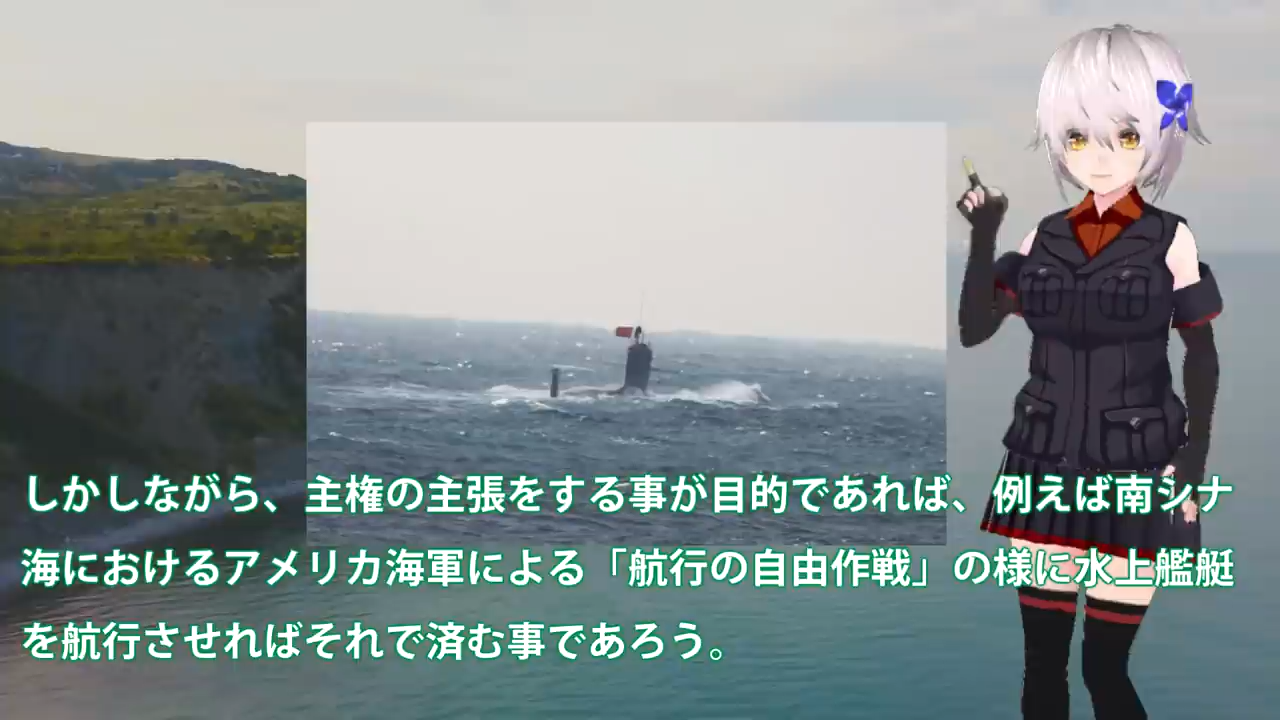 しかしながら、主権の主張をする事が目的であれば、例えば南シナ
海におけるアメリカ海軍による「航行の自由作戦」の様に水上艦艇
を航行させればそれで済む事であろう。